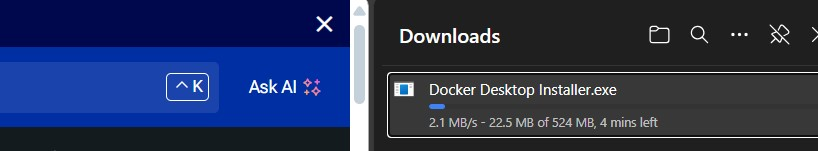 ^ K
Ask AI
Downloads
Docker Desktop Installer.exe
2.1 MB/s - 22.5 MB of 524 MB, 4 mins left